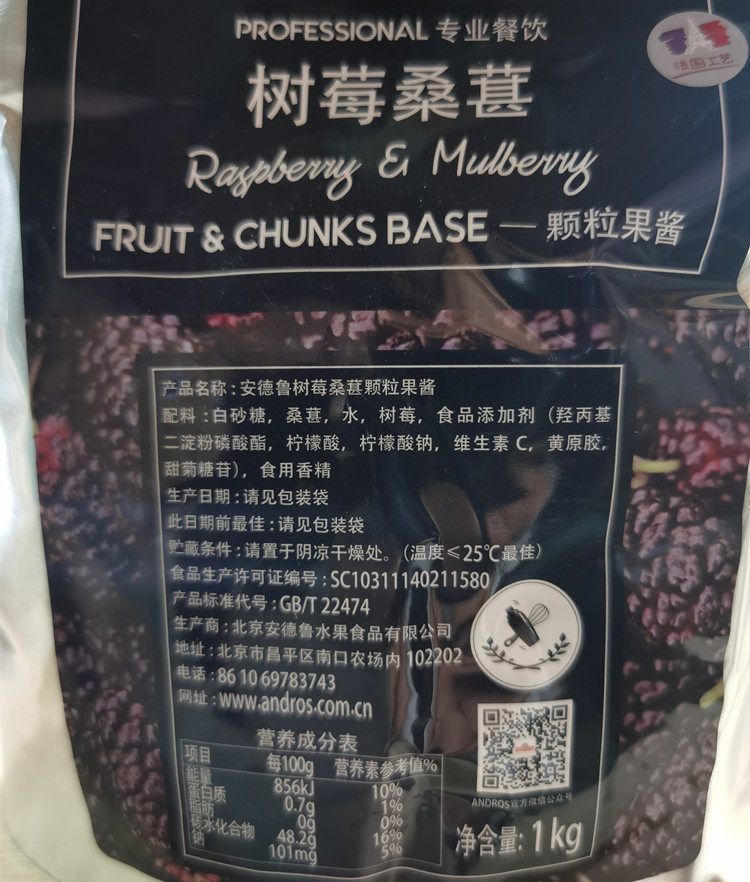 PROFESSIONAL 专业餐饮
法国工艺
树莓桑葚
Raspberry & Mulberry
FRUIT & CHUNKS BASE — 颗粒果酱
产品名称:安德鲁树莓桑葚颗粒果酱
配料:白砂糖，桑葚，水，树莓，食品添加剂（羟丙基
二淀粉磷酸酯，柠檬酸，柠檬酸钠，维生素 C，黄原胶，
甜菊糖苷），食用香精
生产日期:请见包装袋
此日期前最佳:请见包装袋
贮藏条件:请置于阴凉干燥处。（温度≤25℃最佳）
食品生产许可证编号:SC10311140211580
产品标准代号:GB/T 22474
生产商:北京安德鲁水果食品有限公司
地址:北京市昌平区南口农场内 102202
电话:86 10 69783743
网址:www.andros.com.cn
营养成分表
项目 每100g 营养素参考值%
能量 856kJ 10%
蛋白质 0.7g 1%
脂肪 0g 0%
碳水化合物 48.2g 16%
钠 101mg 5%
ANDROS官方微信公众号
净含量: 1kg